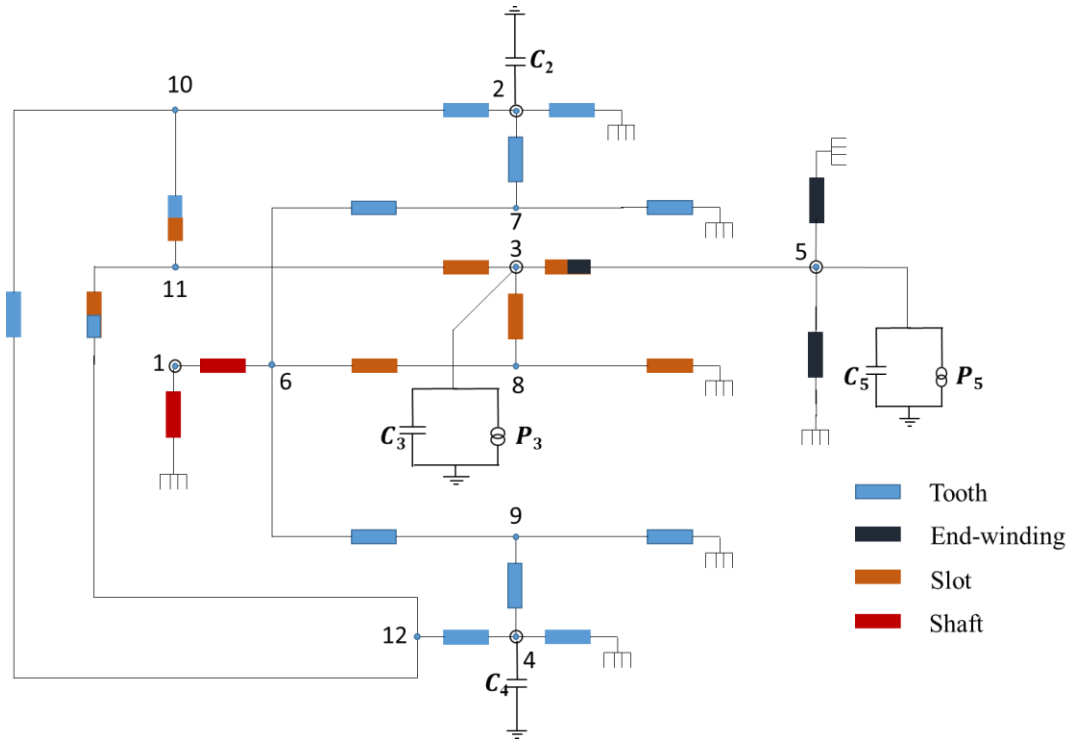 C₂
10
2
7
3
5
11
1
6
8
C₅
P₅
C₃
P₃
Tooth
9
End-winding
Slot
12
Shaft
4
C₄